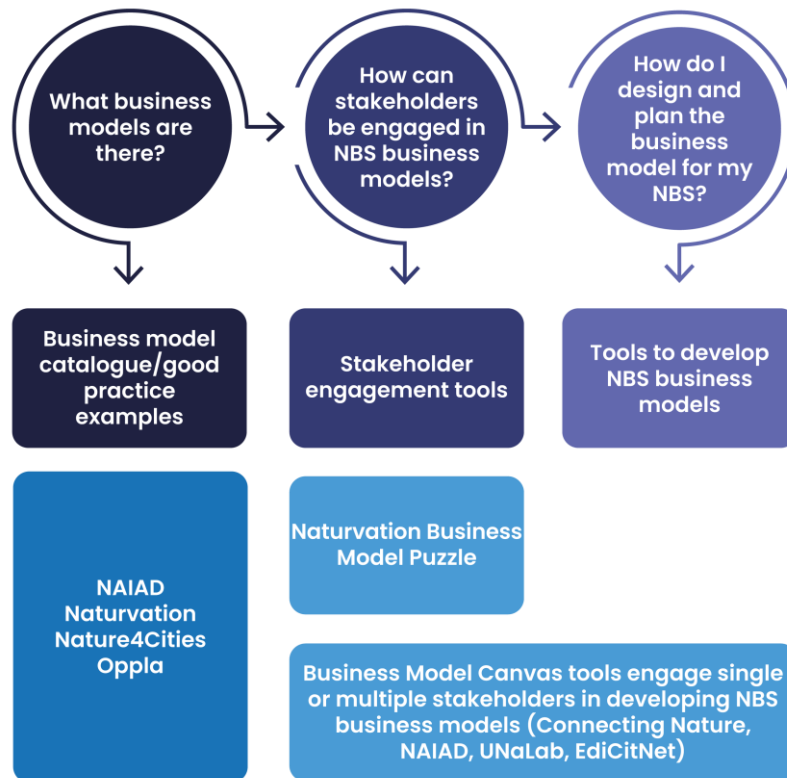 What business
models are
there?
How can
stakeholders
be engaged in
NBS business
models?
How do I
design and
plan the
business
model for my
NBS?
Business model
catalogue/good
practice
examples
Stakeholder
engagement tools
Tools to develop
NBS business
models
NAIAD
Naturvation
Nature4Cities
Oppla
Naturvation Business
Model Puzzle
Business Model Canvas tools engage single
or multiple stakeholders in developing NBS
business models (Connecting Nature,
NAIAD, UNaLab, EdiCitNet)